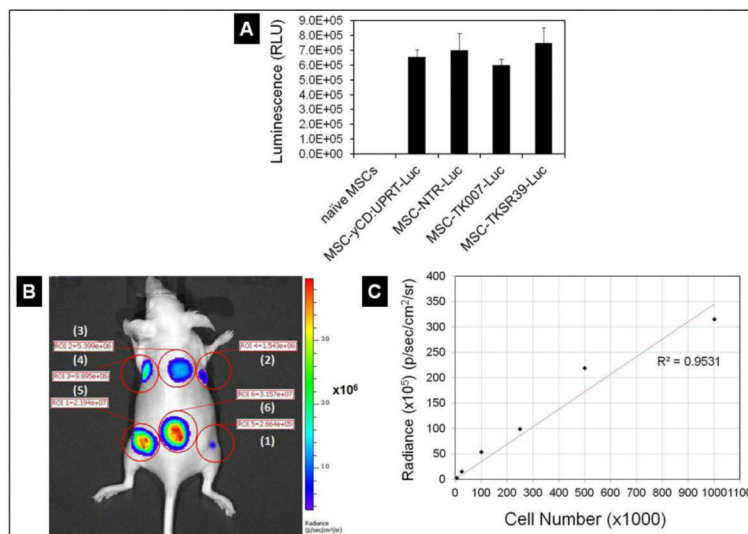 A
Luminescence (RLU)
9.0E+05
8.0E+05
7.0E+05
6.0E+05
5.0E+05
4.0E+05
3.0E+05
2.0E+05
1.0E+05
0.0E+00
naïve MSCs
MSC-yCD:UPRT-Luc
MSC-NTR-Luc
MSC-TK007-Luc
MSC-TKSR39-Luc
B
(3)
ROI 2=5.399e+06
ROI 4=1.543e+06
(4)
(2)
ROI 3=9.895e+06
(5)
ROI 6=3.157e+07
ROI 1=2.194e+07
(6)
ROI 5=2.664e+05
(1)
x10⁶
3.0
2.0
1.0
Radiance
(p/sec/cm²/sr)
C
Radiance (x10⁵) (p/sec/cm²/sr)
400
350
300
250
200
150
100
50
0
R² = 0.9531
0 100 200 300 400 500 600 700 800 900 1000 1100
Cell Number (x1000)